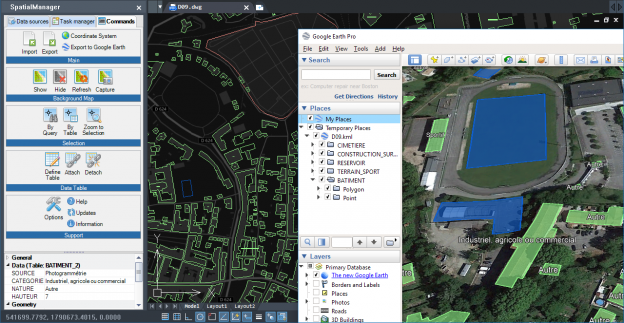 SpatialManager
Data sources
Task manager
Commands
Import
Export
Coordinate System
Export to Google Earth
Main
Show
Hide
Refresh
Capture
Background Map
By Query
By Table
Zoom to Selection
Selection
Define Table
Attach
Detach
Data Table
Options
Help
Updates
Information
Support
General
Data (Table: BATIMENT_2)
SOURCE Photogrammétrie
CATEGORIE Industriel, agricole ou commercial
NATURE Autre
HAUTEUR 7
Geometry
541699.7792, 1790673.4015, 0.0000
D09.dwg
D 624
D 624
Model
Layout1
Layout2
Google Earth Pro
File Edit View Tools Add Help
Search
Search
Get Directions History
Places
My Places
Temporary Places
D09.kml
CIMETIERE
CONSTRUCTION_SUR...
RESERVOIR
TERRAIN_SPORT
BATIMENT
Polygon
Point
Layers
Primary Database
The new Google Earth
Borders and Labels
Places
Photos
Roads
3D Buildings
Autre
Autre
Industriel, agricole ou commercial
Autre
Autre